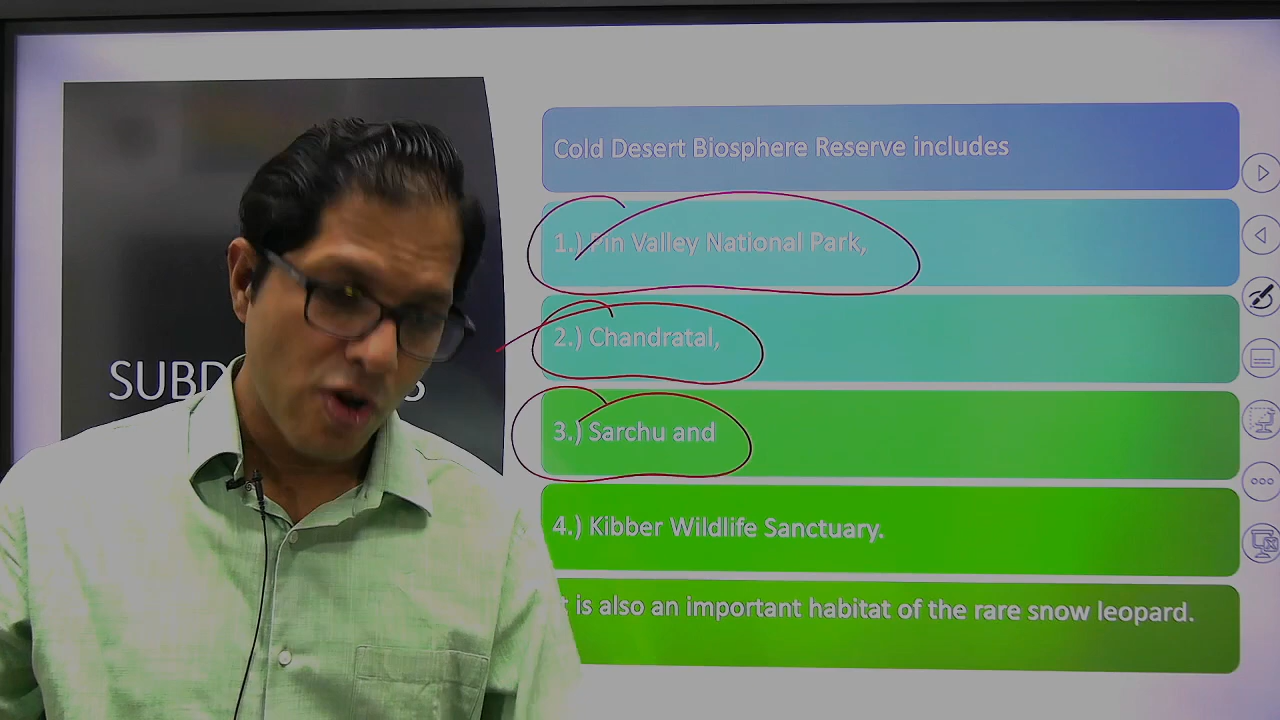 Cold Desert Biosphere Reserve includes
1.) Pin Valley National Park,
2.) Chandratal,
3.) Sarchu and
4.) Kibber Wildlife Sanctuary.
is also an important habitat of the rare snow leopard.